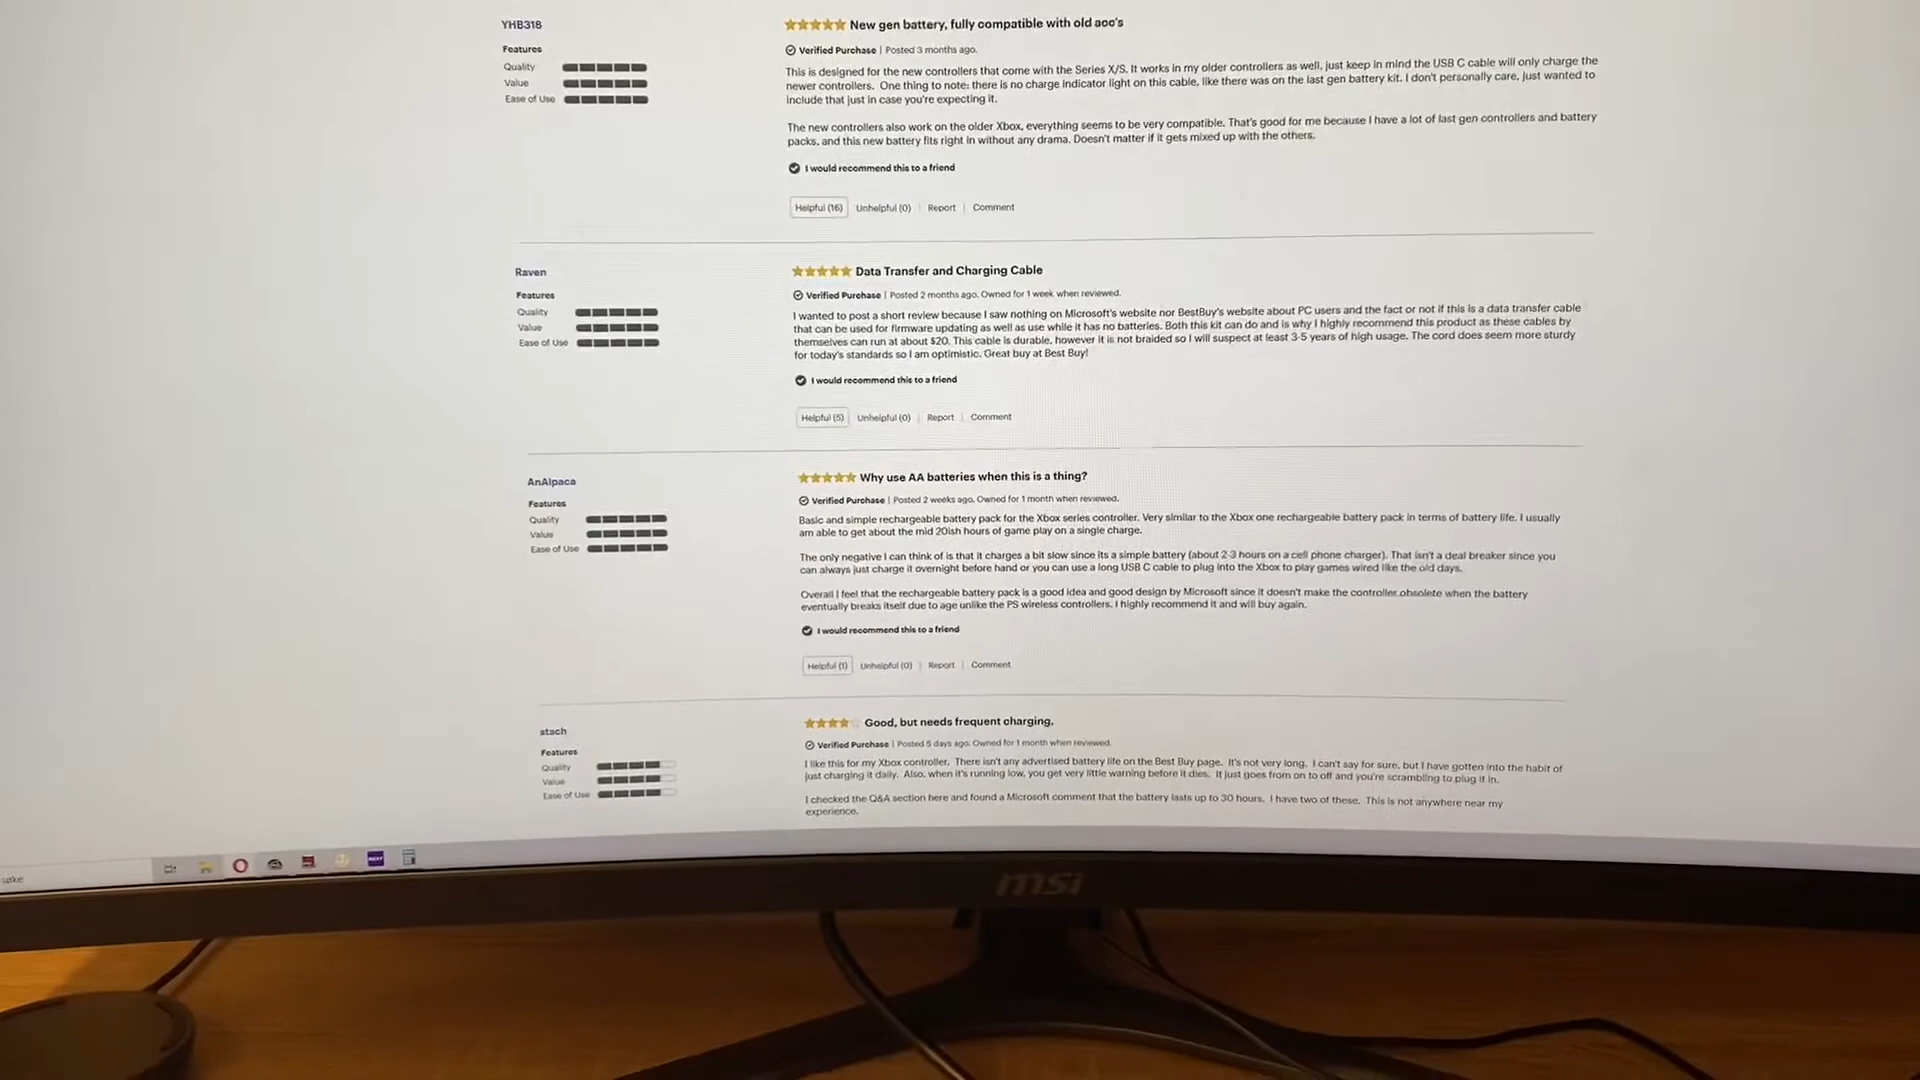 YHB318
Features
Quality
Value
Ease of Use
New gen battery, fully compatible with old acc's
Verified Purchase | Posted 3 months ago.
This is designed for the new controllers that come with the Series X/S. It works in my older controllers as well, just keep in mind the USB C cable will only charge the
newer controllers. One thing to note: there is no charge indicator light on this cable, like there was on the last gen battery kit. I don't personally care, just wanted to
include that just in case you're expecting it.
The new controllers also work on the older Xbox, everything seems to be very compatible. That's good for me because I have a lot of last gen controllers and battery
packs, and this new battery fits right in without any drama. Doesn't matter if it gets mixed up with the others.
I would recommend this to a friend
Helpful (16) Unhelpful (0) | Report | Comment
Raven
Features
Quality
Value
Ease of Use
Data Transfer and Charging Cable
Verified Purchase | Posted 2 months ago. Owned for 1 week when reviewed.
I wanted to post a short review because I saw nothing on Microsoft's website nor BestBuy's website about PC users and the fact or not if this is a data transfer cable
that can be used for firmware updating as well as use while it has no batteries. Both this kit can do and is why I highly recommend this product as these cables by
themselves can run at about $20. This cable is durable, however it is not braided so I will suspect at least 3-5 years of high usage. The cord does seem more sturdy
for today's standards so I am optimistic. Great buy at Best Buy!
I would recommend this to a friend
Helpful (5) Unhelpful (0) | Report | Comment
AnAlpaca
Features
Quality
Value
Ease of Use
Why use AA batteries when this is a thing?
Verified Purchase | Posted 2 weeks ago. Owned for 1 month when reviewed.
Basic and simple rechargeable battery pack for the Xbox series controller. Very similar to the Xbox one rechargeable battery pack in terms of battery life. I usually
am able to get about the mid 20ish hours of game play on a single charge.
The only negative I can think of is that it charges a bit slow since its a simple battery (about 2-3 hours on a cell phone charger). That isn't a deal breaker since you
can always just charge it overnight before hand or you can use a long USB C cable to plug into the Xbox to play games wired like the old days.
Overall I feel that the rechargeable battery pack is a good idea and good design by Microsoft since it doesn't make the controller obsolete when the battery
eventually breaks itself due to age unlike the PS wireless controllers. I highly recommend it and will buy again.
I would recommend this to a friend
Helpful (1) Unhelpful (0) | Report | Comment
stach
Features
Quality
Value
Ease of Use
Good, but needs frequent charging.
Verified Purchase | Posted 5 days ago. Owned for 1 month when reviewed.
I like this for my Xbox controller. There isn't any advertised battery life on the Best Buy page. It's not very long. I can't say for sure, but I have gotten into the habit of
just charging it daily. Also, when it's running low, you get very little warning before it dies. It just goes from on to off and you're scrambling to plug it in.
I checked the Q&A section here and found a Microsoft comment that the battery lasts up to 30 hours. I have two of these. This is not anywhere near my
experience.
msi